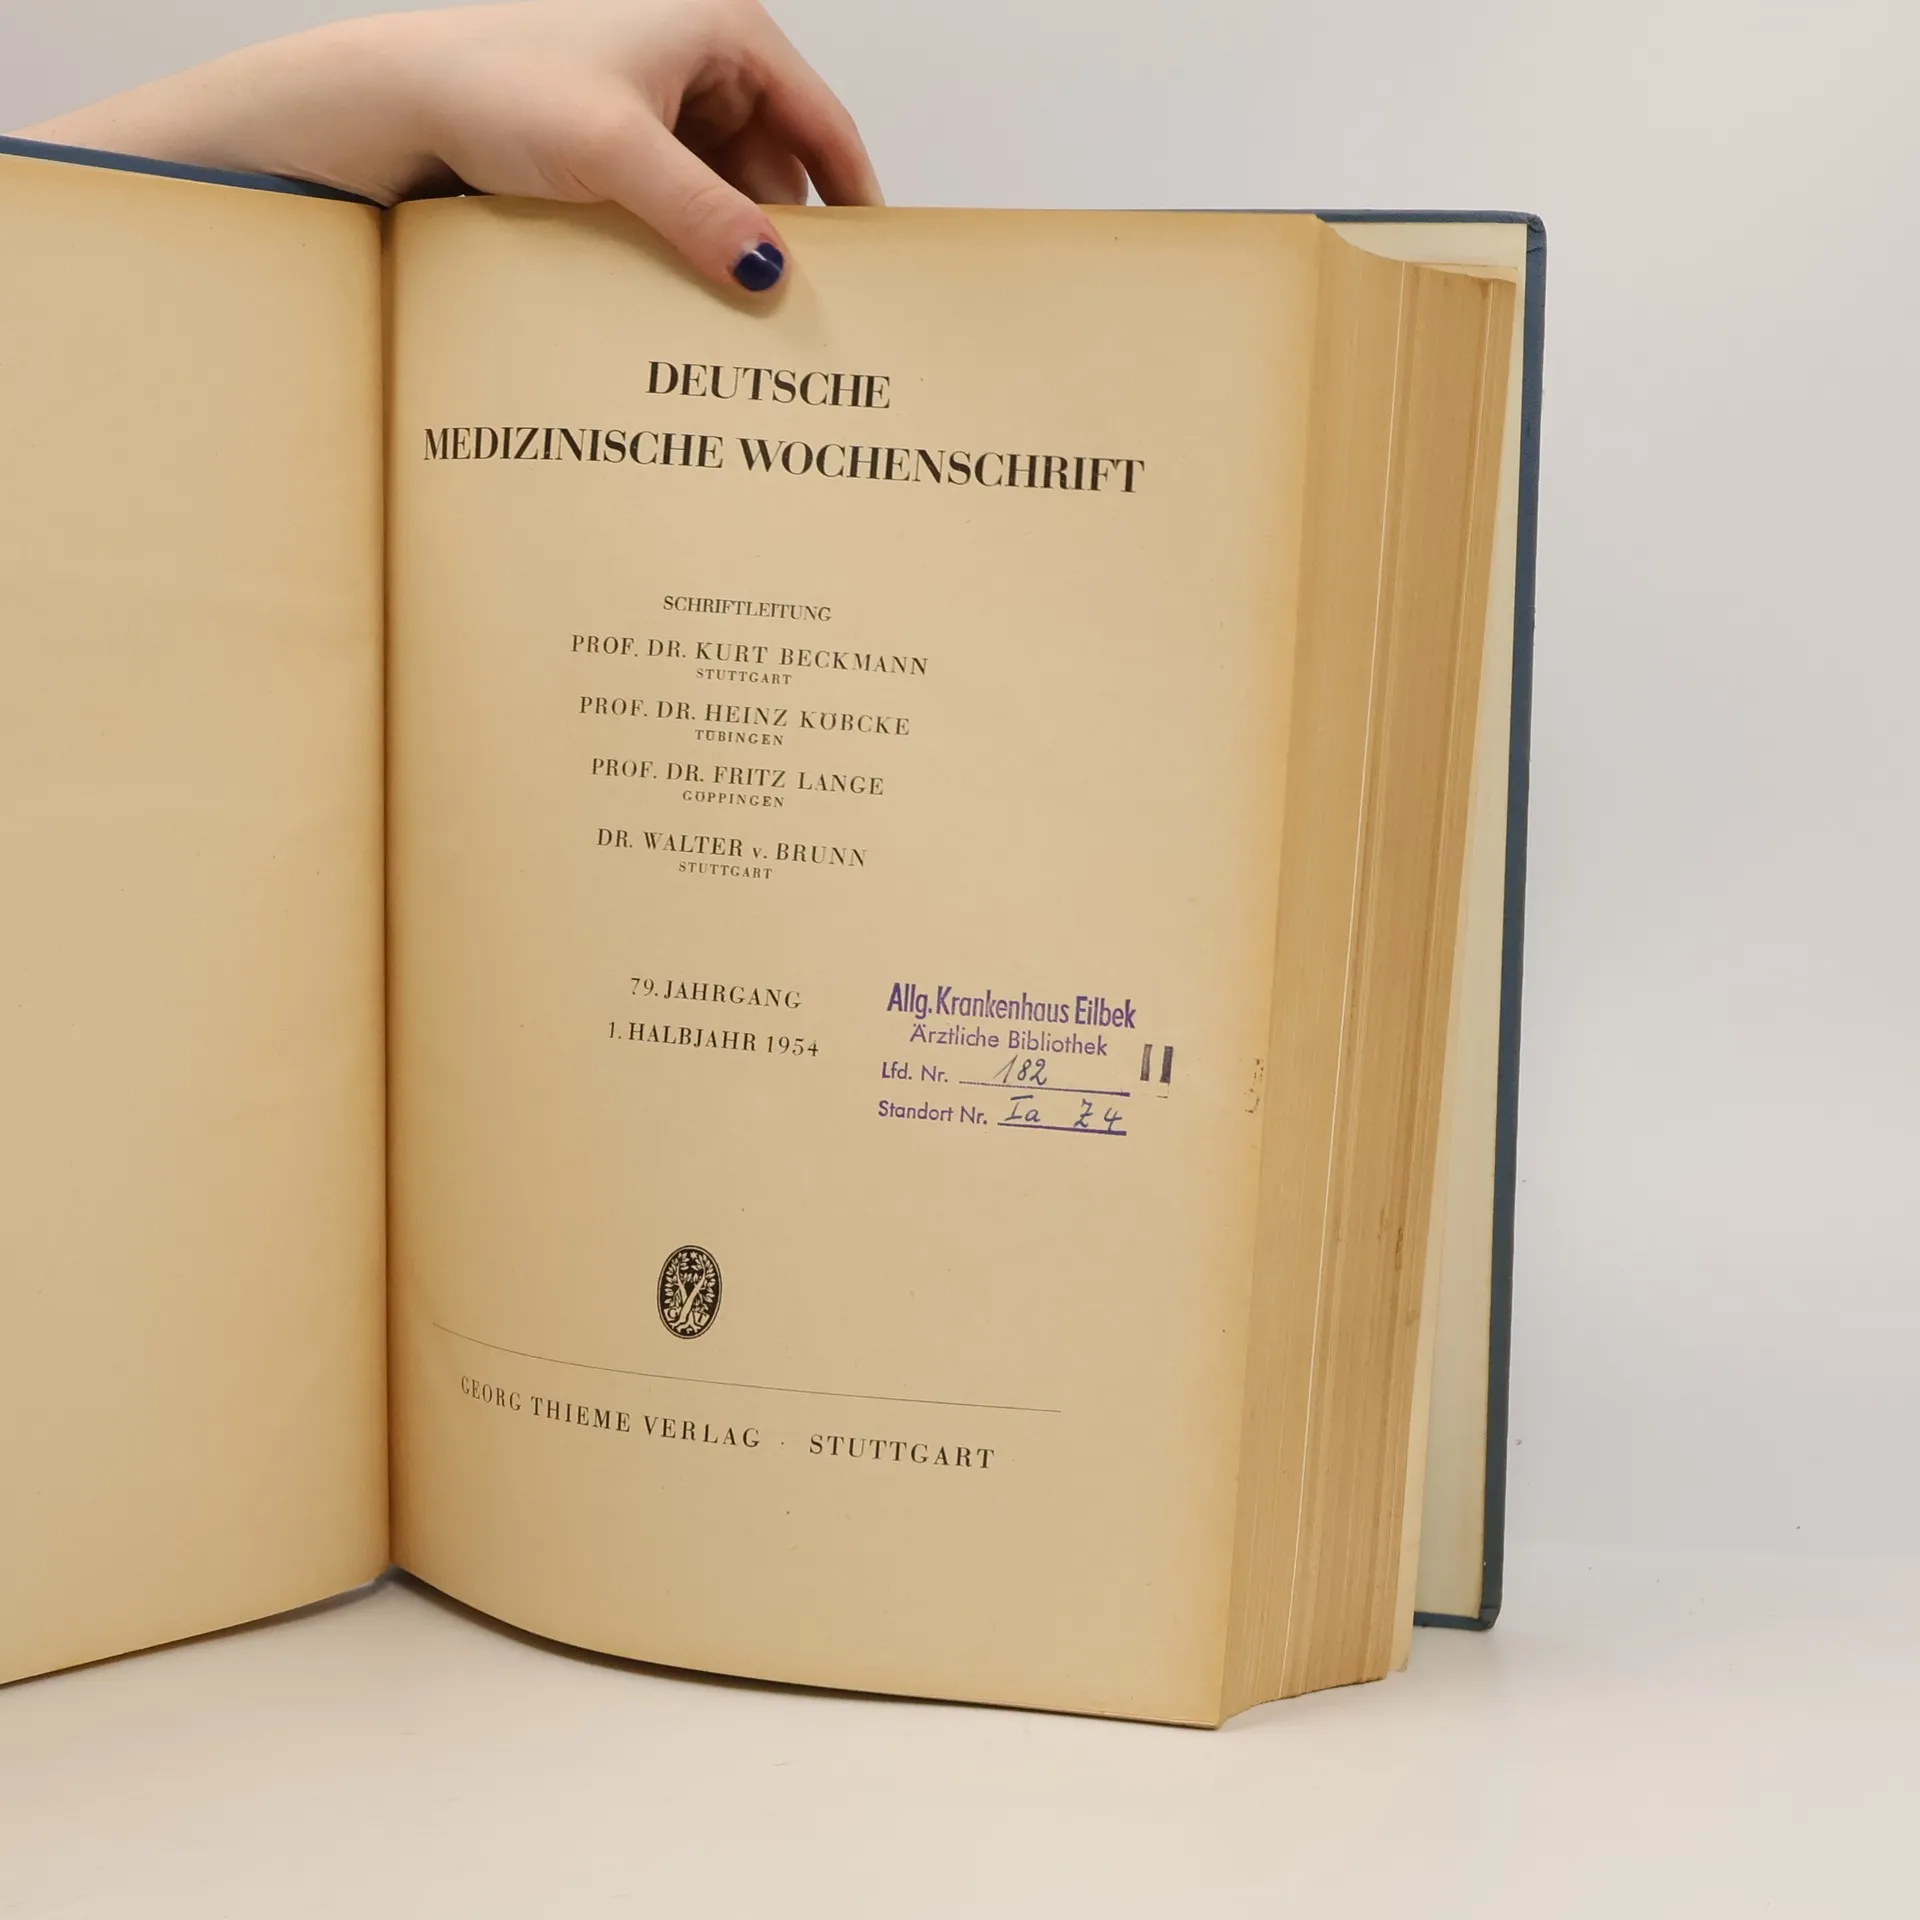 DEUTSCHE
MEDIZINISCHE WOCHENSCHRIFT
SCHRIFTLEITUNG
PROF. DR. KURT BECKMANN
STUTTGART
PROF. DR. HEINZ KÖBCKE
TÜBINGEN
PROF. DR. FRITZ LANGE
GÖPPINGEN
DR. WALTER v. BRUNN
STUTTGART
79. JAHRGANG
1. HALBJAHR 1954
Allg. Krankenhaus Eilbek
Ärztliche Bibliothek
Lfd. Nr. 182
Standort Nr. Ia Z 4
GEORG THIEME VERLAG · STUTTGART